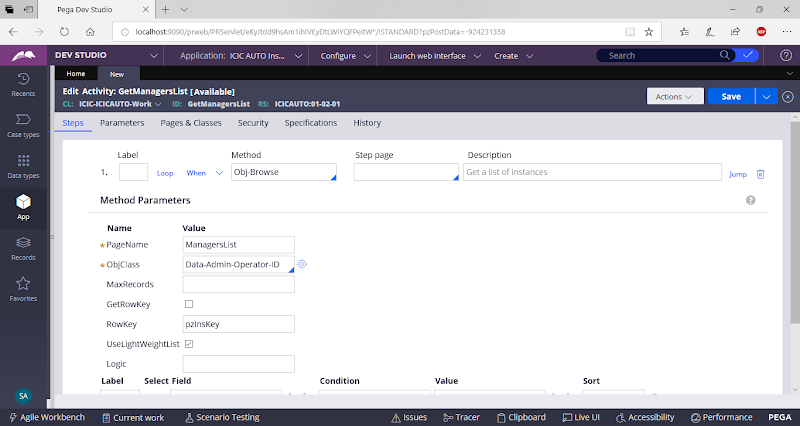 Pega Dev Studio
localhost:9090/prweb/PRServlet/eKyJtdd9hsAm1ihlVEyDtLWiYQFPeitW*/!STANDARD?pzPostData=-924231358
DEV STUDIO Application: ICIC AUTO Ins... Configure Launch web interface Create Search
Recents
Case types
Data types
App
Records
Favorites
SA
Home New
Edit Activity: GetManagersList [Available]
CL: ICIC-ICICAUTO-Work ID: GetManagersList RS: ICICAUTO:01-02-01
Actions Save
Steps Parameters Pages & Classes Security Specifications History
Label Method Step page Description
1. Loop When Obj-Browse Get a list of instances Jump
Method Parameters ?
Name Value
★ PageName ManagersList
★ ObjClass Data-Admin-Operator-ID
MaxRecords
GetRowKey
RowKey pzInsKey
UseLightWeightList
Logic
Label Select Field Condition Value Sort
Agile Workbench Current work Scenario Testing Issues Tracer Clipboard Live UI Accessibility Performance PEGA